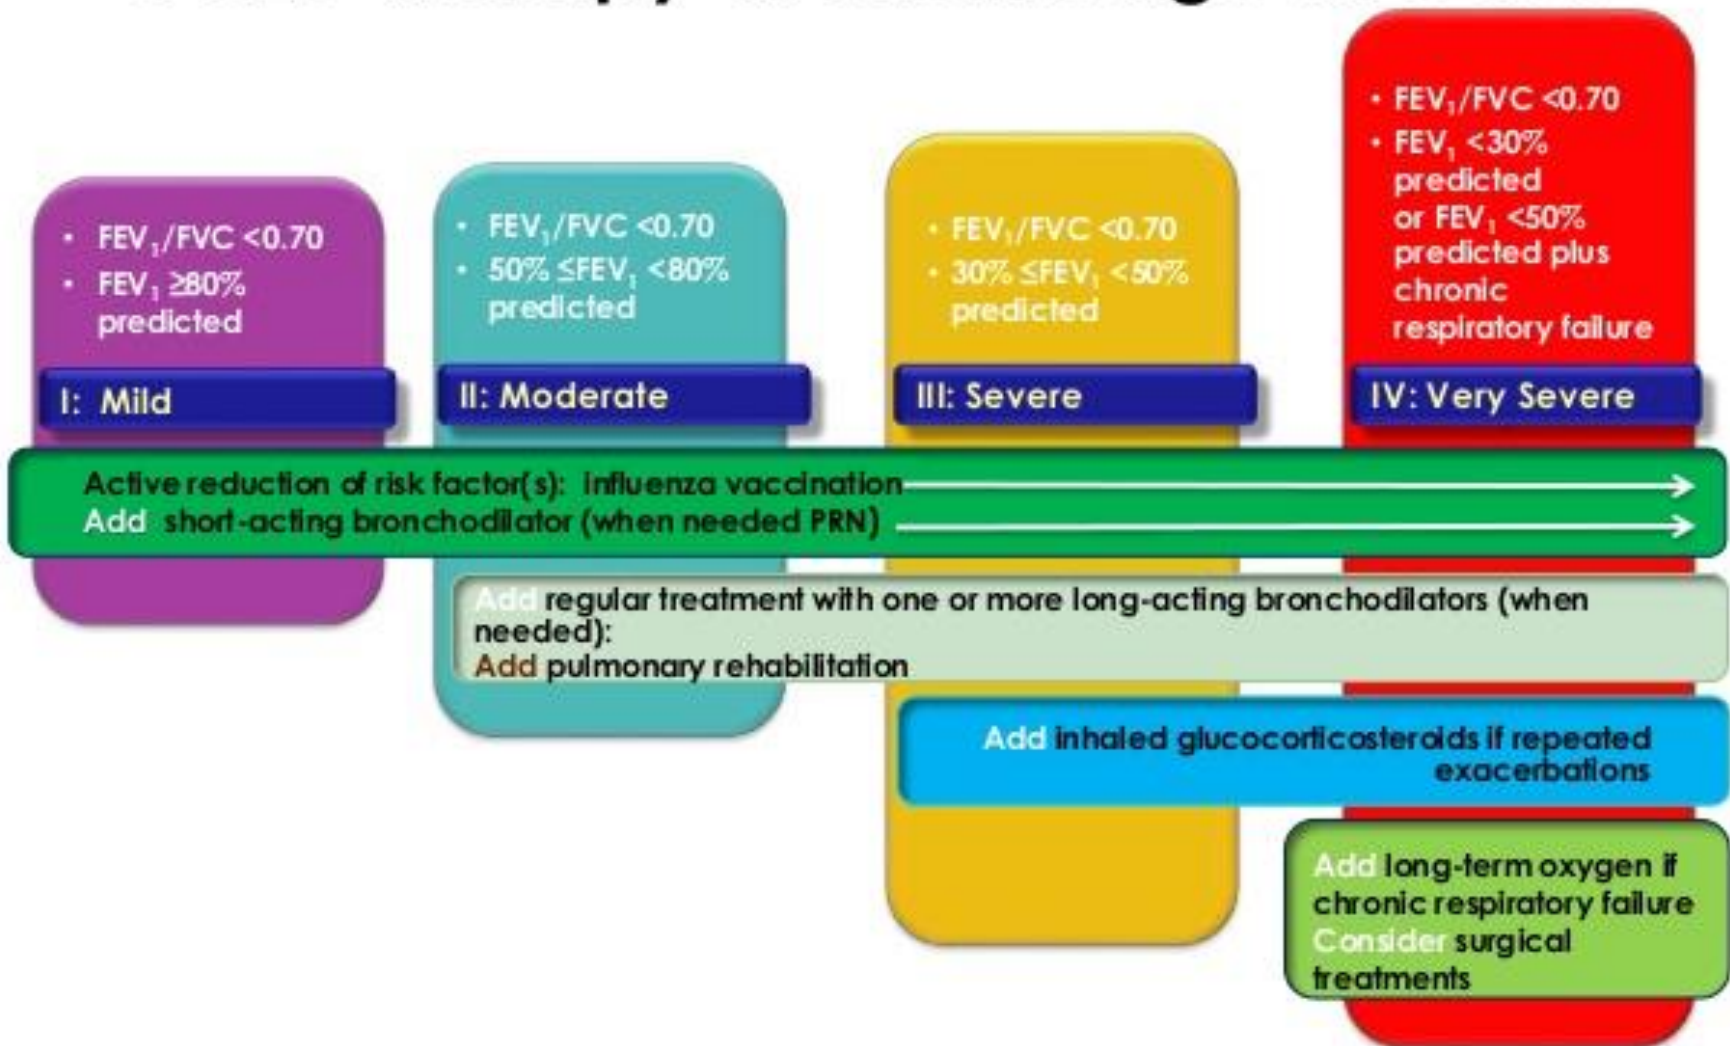 • FEV₁/FVC <0.70
• FEV₁ ≥80%
predicted
I: Mild
• FEV₁/FVC <0.70
• 50% ≤FEV₁ <80%
predicted
II: Moderate
• FEV₁/FVC <0.70
• 30% ≤FEV₁ <50%
predicted
III: Severe
• FEV₁/FVC <0.70
• FEV₁ <30%
predicted
or FEV₁ <50%
predicted plus
chronic
respiratory failure
IV: Very Severe
Active reduction of risk factor(s): influenza vaccination
Add short-acting bronchodilator (when needed PRN)
Add regular treatment with one or more long-acting bronchodilators (when
needed):
Add pulmonary rehabilitation
Add inhaled glucocorticosteroids if repeated
exacerbations
Add long-term oxygen if
chronic respiratory failure
Consider surgical
treatments